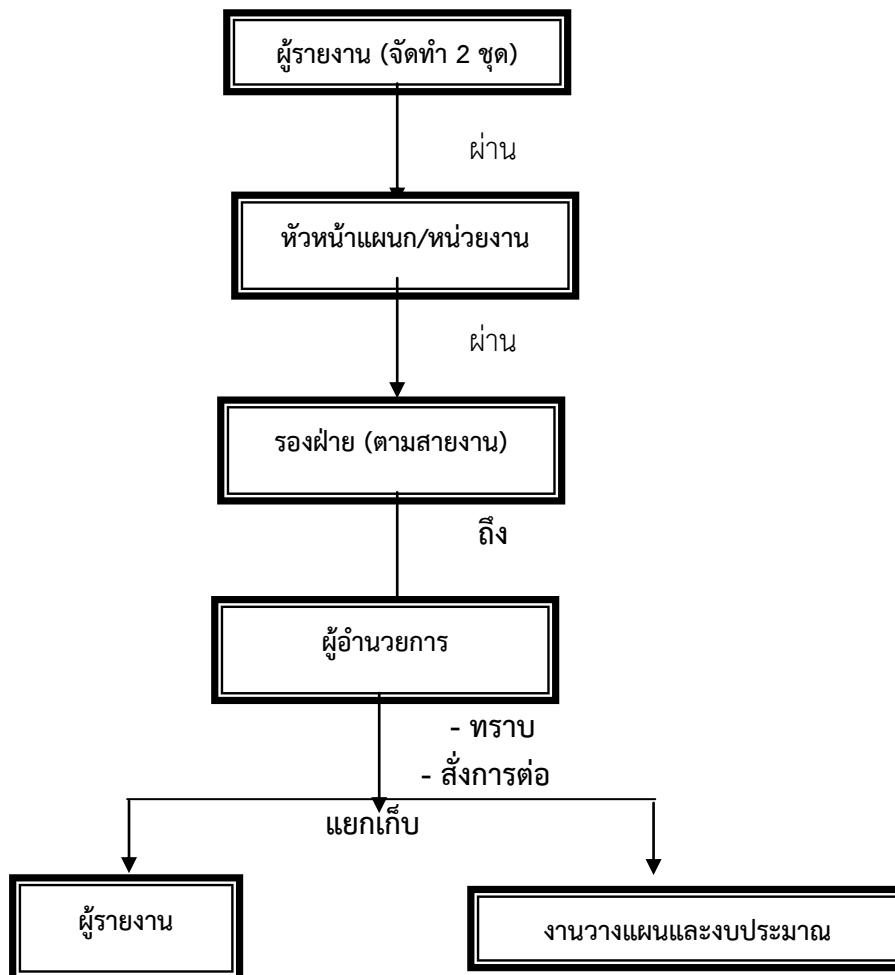 ผู้รายงาน (จัดทำ 2 ชุด)
ผ่าน
หัวหน้าแผนก/หน่วยงาน
ผ่าน
รองฝ่าย (ตามสายงาน)
ถึง
ผู้อำนวยการ
- ทราบ
- สั่งการต่อ
แยกเก็บ
ผู้รายงาน
งานวางแผนและงบประมาณ